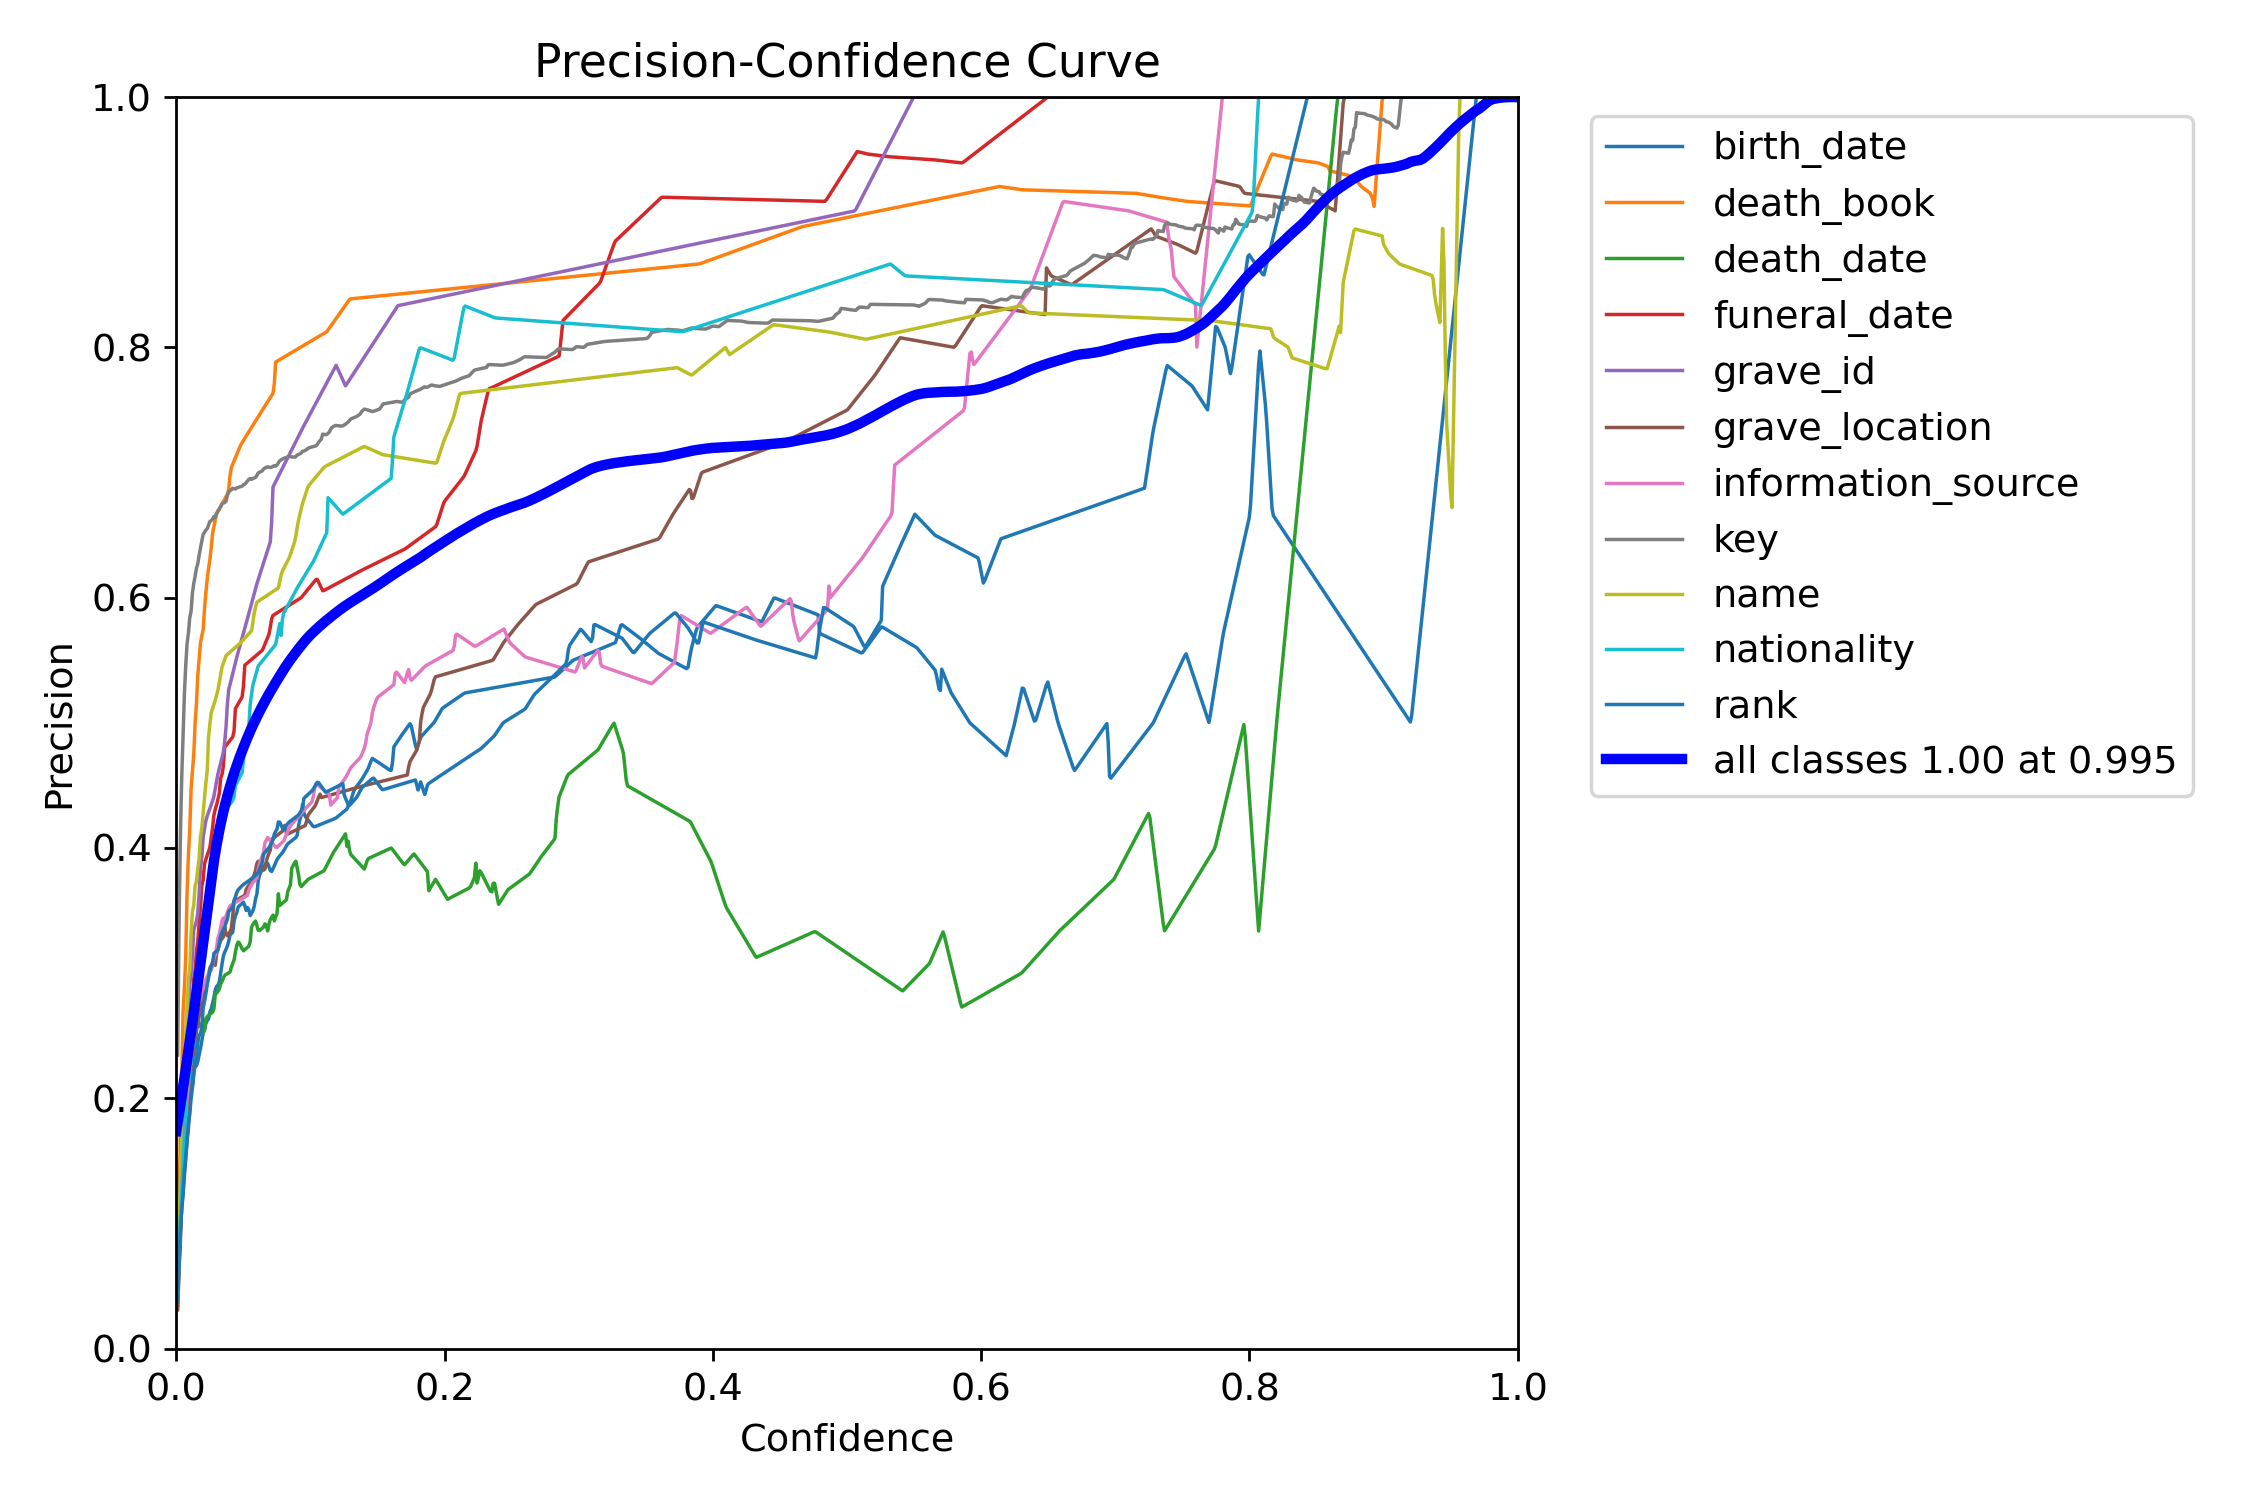 Precision-Confidence Curve
1.0
0.8
0.6
0.4
0.2
0.0
Precision
0.0 0.2 0.4 0.6 0.8 1.0
Confidence
birth_date
death_book
death_date
funeral_date
grave_id
grave_location
information_source
key
name
nationality
rank
all classes 1.00 at 0.995